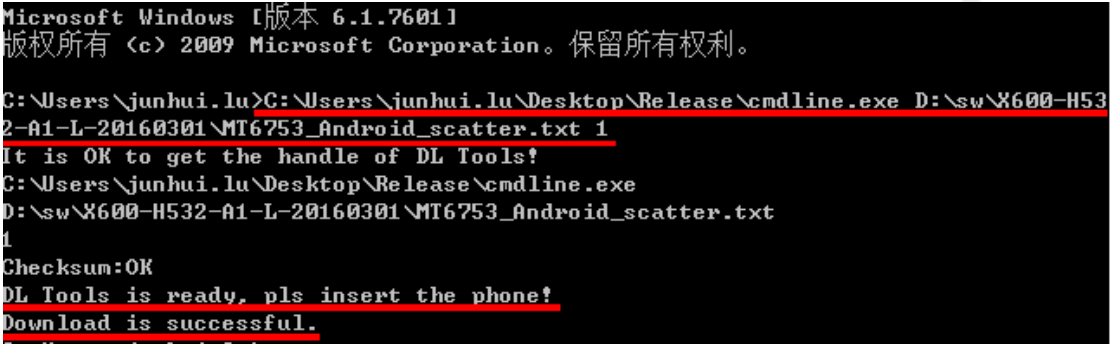 Microsoft Windows [版本 6.1.7601]
版权所有 (c) 2009 Microsoft Corporation。保留所有权利。
C:\Users\junhui.lu>C:\Users\junhui.lu\Desktop\Release\cmdline.exe D:\sw\X600-H53
2-A1-L-20160301\MT6753_Android_scatter.txt 1
It is OK to get the handle of DL Tools!
C:\Users\junhui.lu\Desktop\Release\cmdline.exe
D:\sw\X600-H532-A1-L-20160301\MT6753_Android_scatter.txt
1
Checksum:OK
DL Tools is ready, pls insert the phone!
Download is successful.